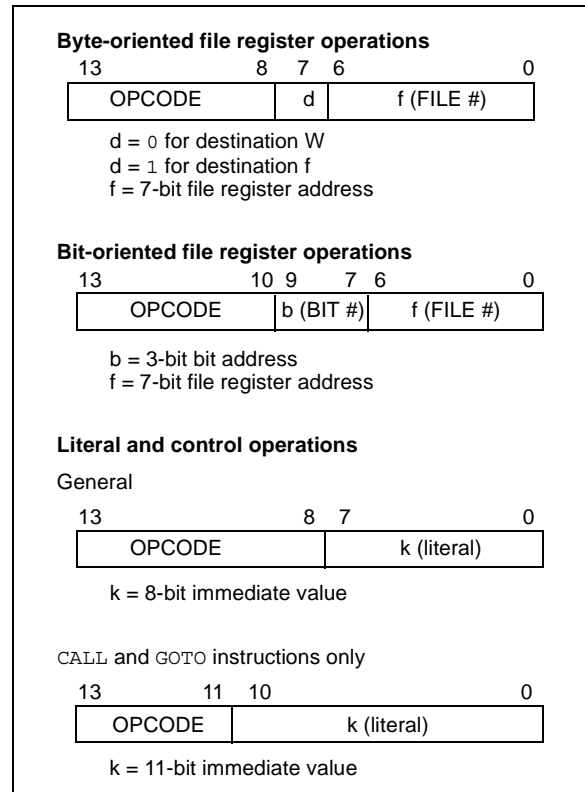 Byte-oriented file register operations
13 8 7 6 0
OPCODE d f (FILE #)
d = 0 for destination W
d = 1 for destination f
f = 7-bit file register address
Bit-oriented file register operations
13 10 9 7 6 0
OPCODE b (BIT #) f (FILE #)
b = 3-bit bit address
f = 7-bit file register address
Literal and control operations
General
13 8 7 0
OPCODE k (literal)
k = 8-bit immediate value
CALL and GOTO instructions only
13 11 10 0
OPCODE k (literal)
k = 11-bit immediate value